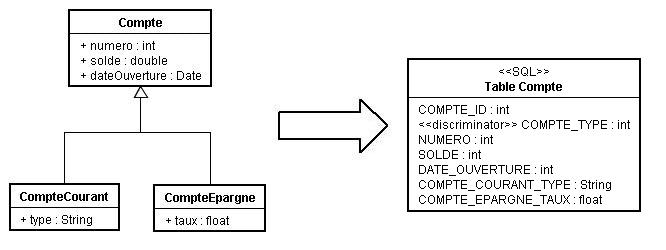 Compte
+ numero : int
+ solde : double
+ dateOuverture : Date
CompteCourant
+ type : String
CompteEpargne
+ taux : float
<<SQL>>
Table Compte
COMPTE_ID : int
<<discriminator>> COMPTE_TYPE : int
NUMERO : int
SOLDE : int
DATE_OUVERTURE : int
COMPTE_COURANT_TYPE : String
COMPTE_EPARGNE_TAUX : float